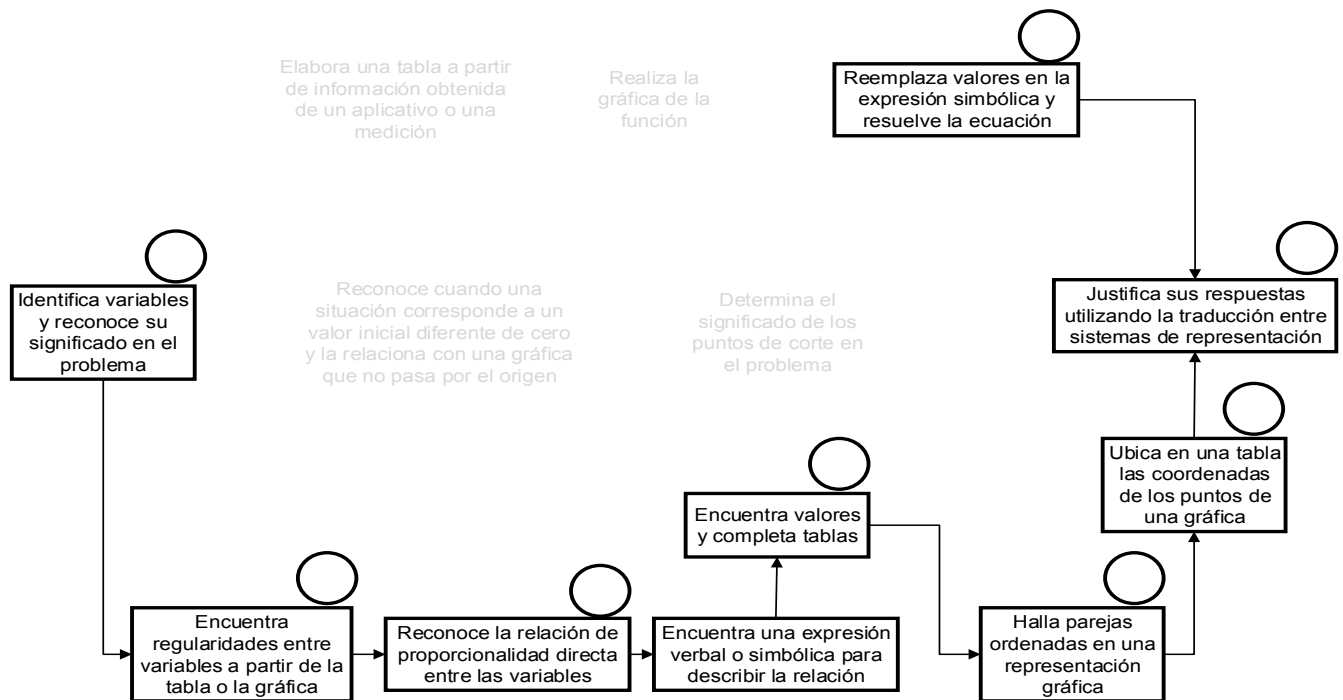 Elabora una tabla a partir
de información obtenida
de un aplicativo o una
medición
Realiza la
gráfica de la
función
Reemplaza valores en la
expresión simbólica y
resuelve la ecuación
Identifica variables
y reconoce su
significado en el
problema
Reconoce cuando una
situación corresponde a un
valor inicial diferente de cero
y la relaciona con una gráfica
que no pasa por el origen
Determina el
significado de los
puntos de corte en
el problema
Justifica sus respuestas
utilizando la traducción entre
sistemas de representación
Encuentra valores
y completa tablas
Ubica en una tabla
las coordenadas
de los puntos de
una gráfica
Encuentra
regularidades entre
variables a partir de la
tabla o la gráfica
Reconoce la relación de
proporcionalidad directa
entre las variables
Encuentra una expresión
verbal o simbólica para
describir la relación
Halla parejas
ordenadas en una
representación
gráfica